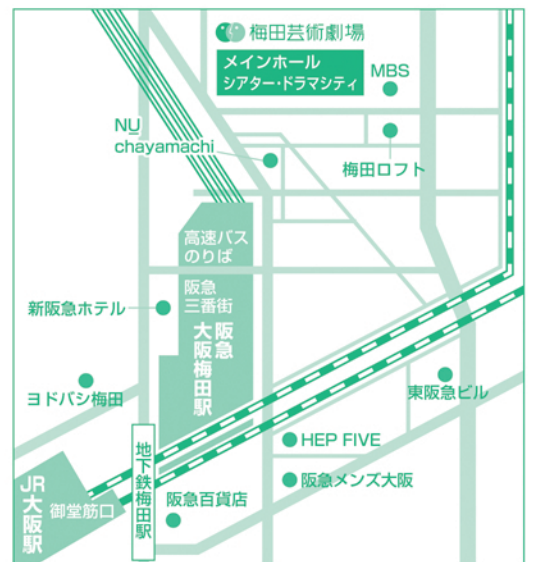 梅田芸術劇場
メインホール
シアター・ドラマシティ
MBS
NU
chayamachi
梅田ロフト
高速バス
のりば
阪急
三番街
新阪急ホテル
阪急
大阪梅田駅
ヨドバシ梅田
東阪急ビル
HEP FIVE
地下鉄梅田駅
阪急メンズ大阪
JR
大阪駅
御堂筋口
阪急百貨店